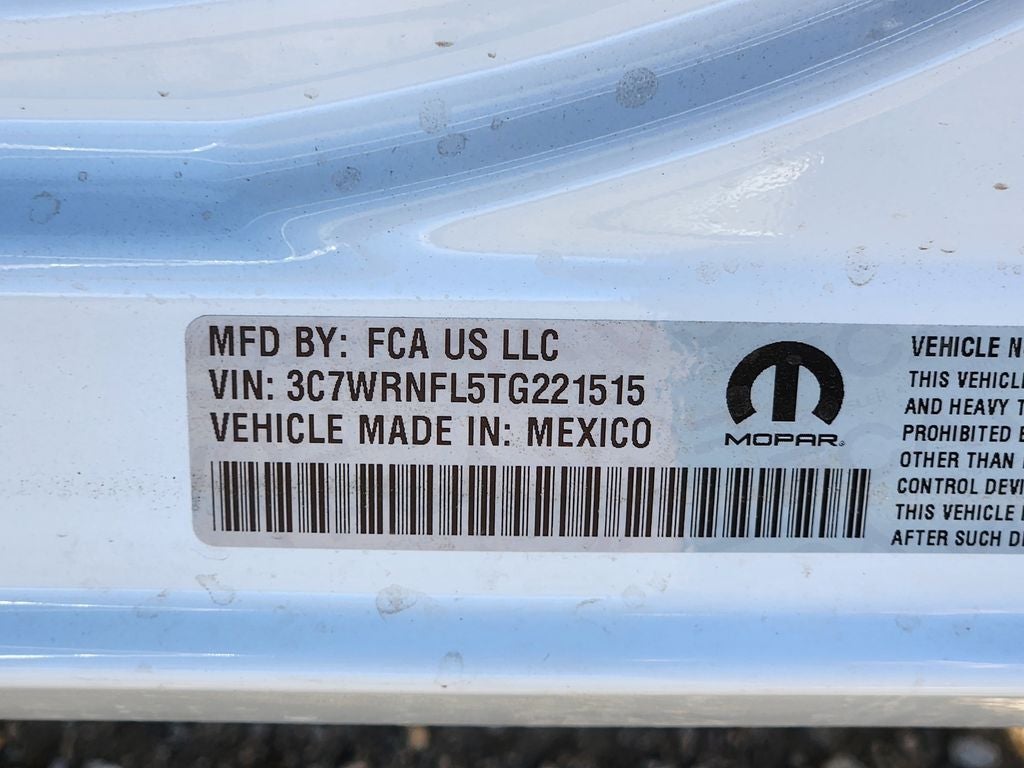 MFD BY: FCA US LLC
VIN: 3C7WRNFL5TG221515
VEHICLE MADE IN: MEXICO
MOPAR
VEHICLE N
THIS VEHICLE
AND HEAVY T
PROHIBITED
OTHER THAN
CONTROL DEVI
THIS VEHICLE
AFTER SUCH